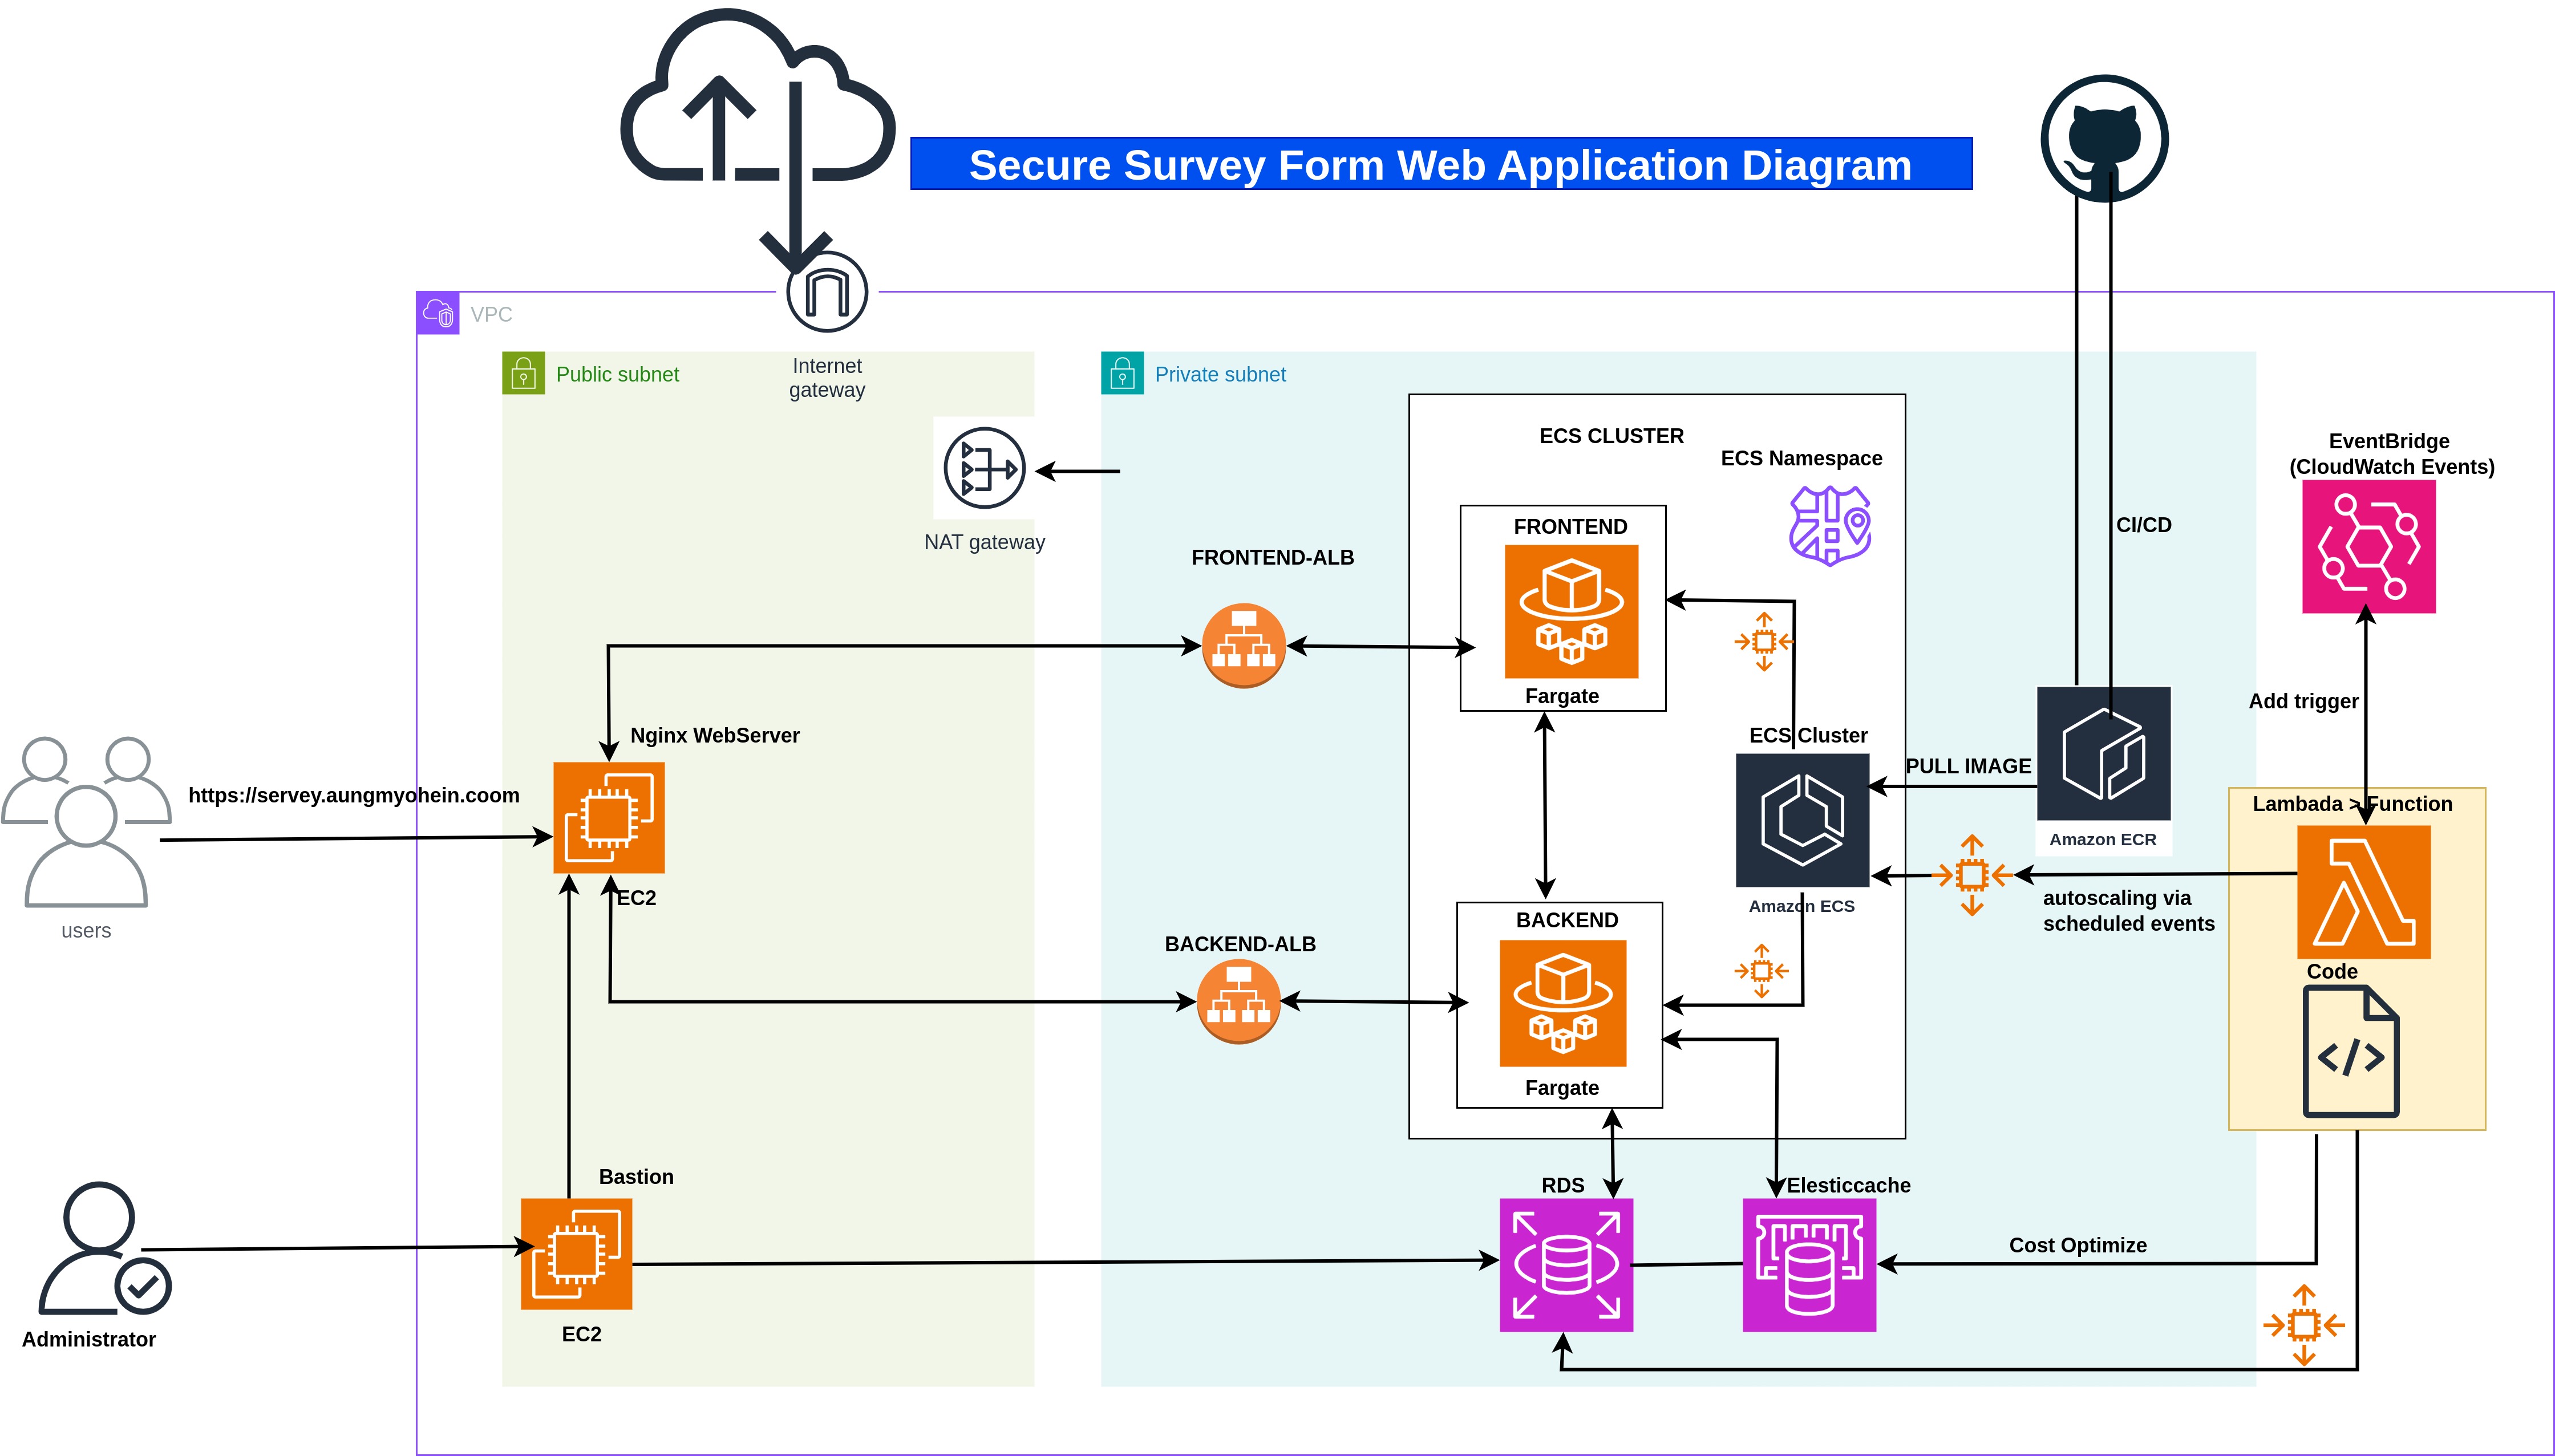 Secure Survey Form Web Application Diagram
VPC
Internet
gateway
Public subnet
Private subnet
NAT gateway
ECS CLUSTER
ECS Namespace
EventBridge
(CloudWatch Events)
FRONTEND
CI/CD
FRONTEND-ALB
Fargate
Add trigger
Nginx WebServer
ECS Cluster
PULL IMAGE
https://servey.aungmyohein.coom
Lambada > Function
Amazon ECR
EC2
Amazon ECS
autoscaling via
scheduled events
users
BACKEND
BACKEND-ALB
Code
Fargate
Bastion
RDS
Elesticcache
Cost Optimize
Administrator
EC2